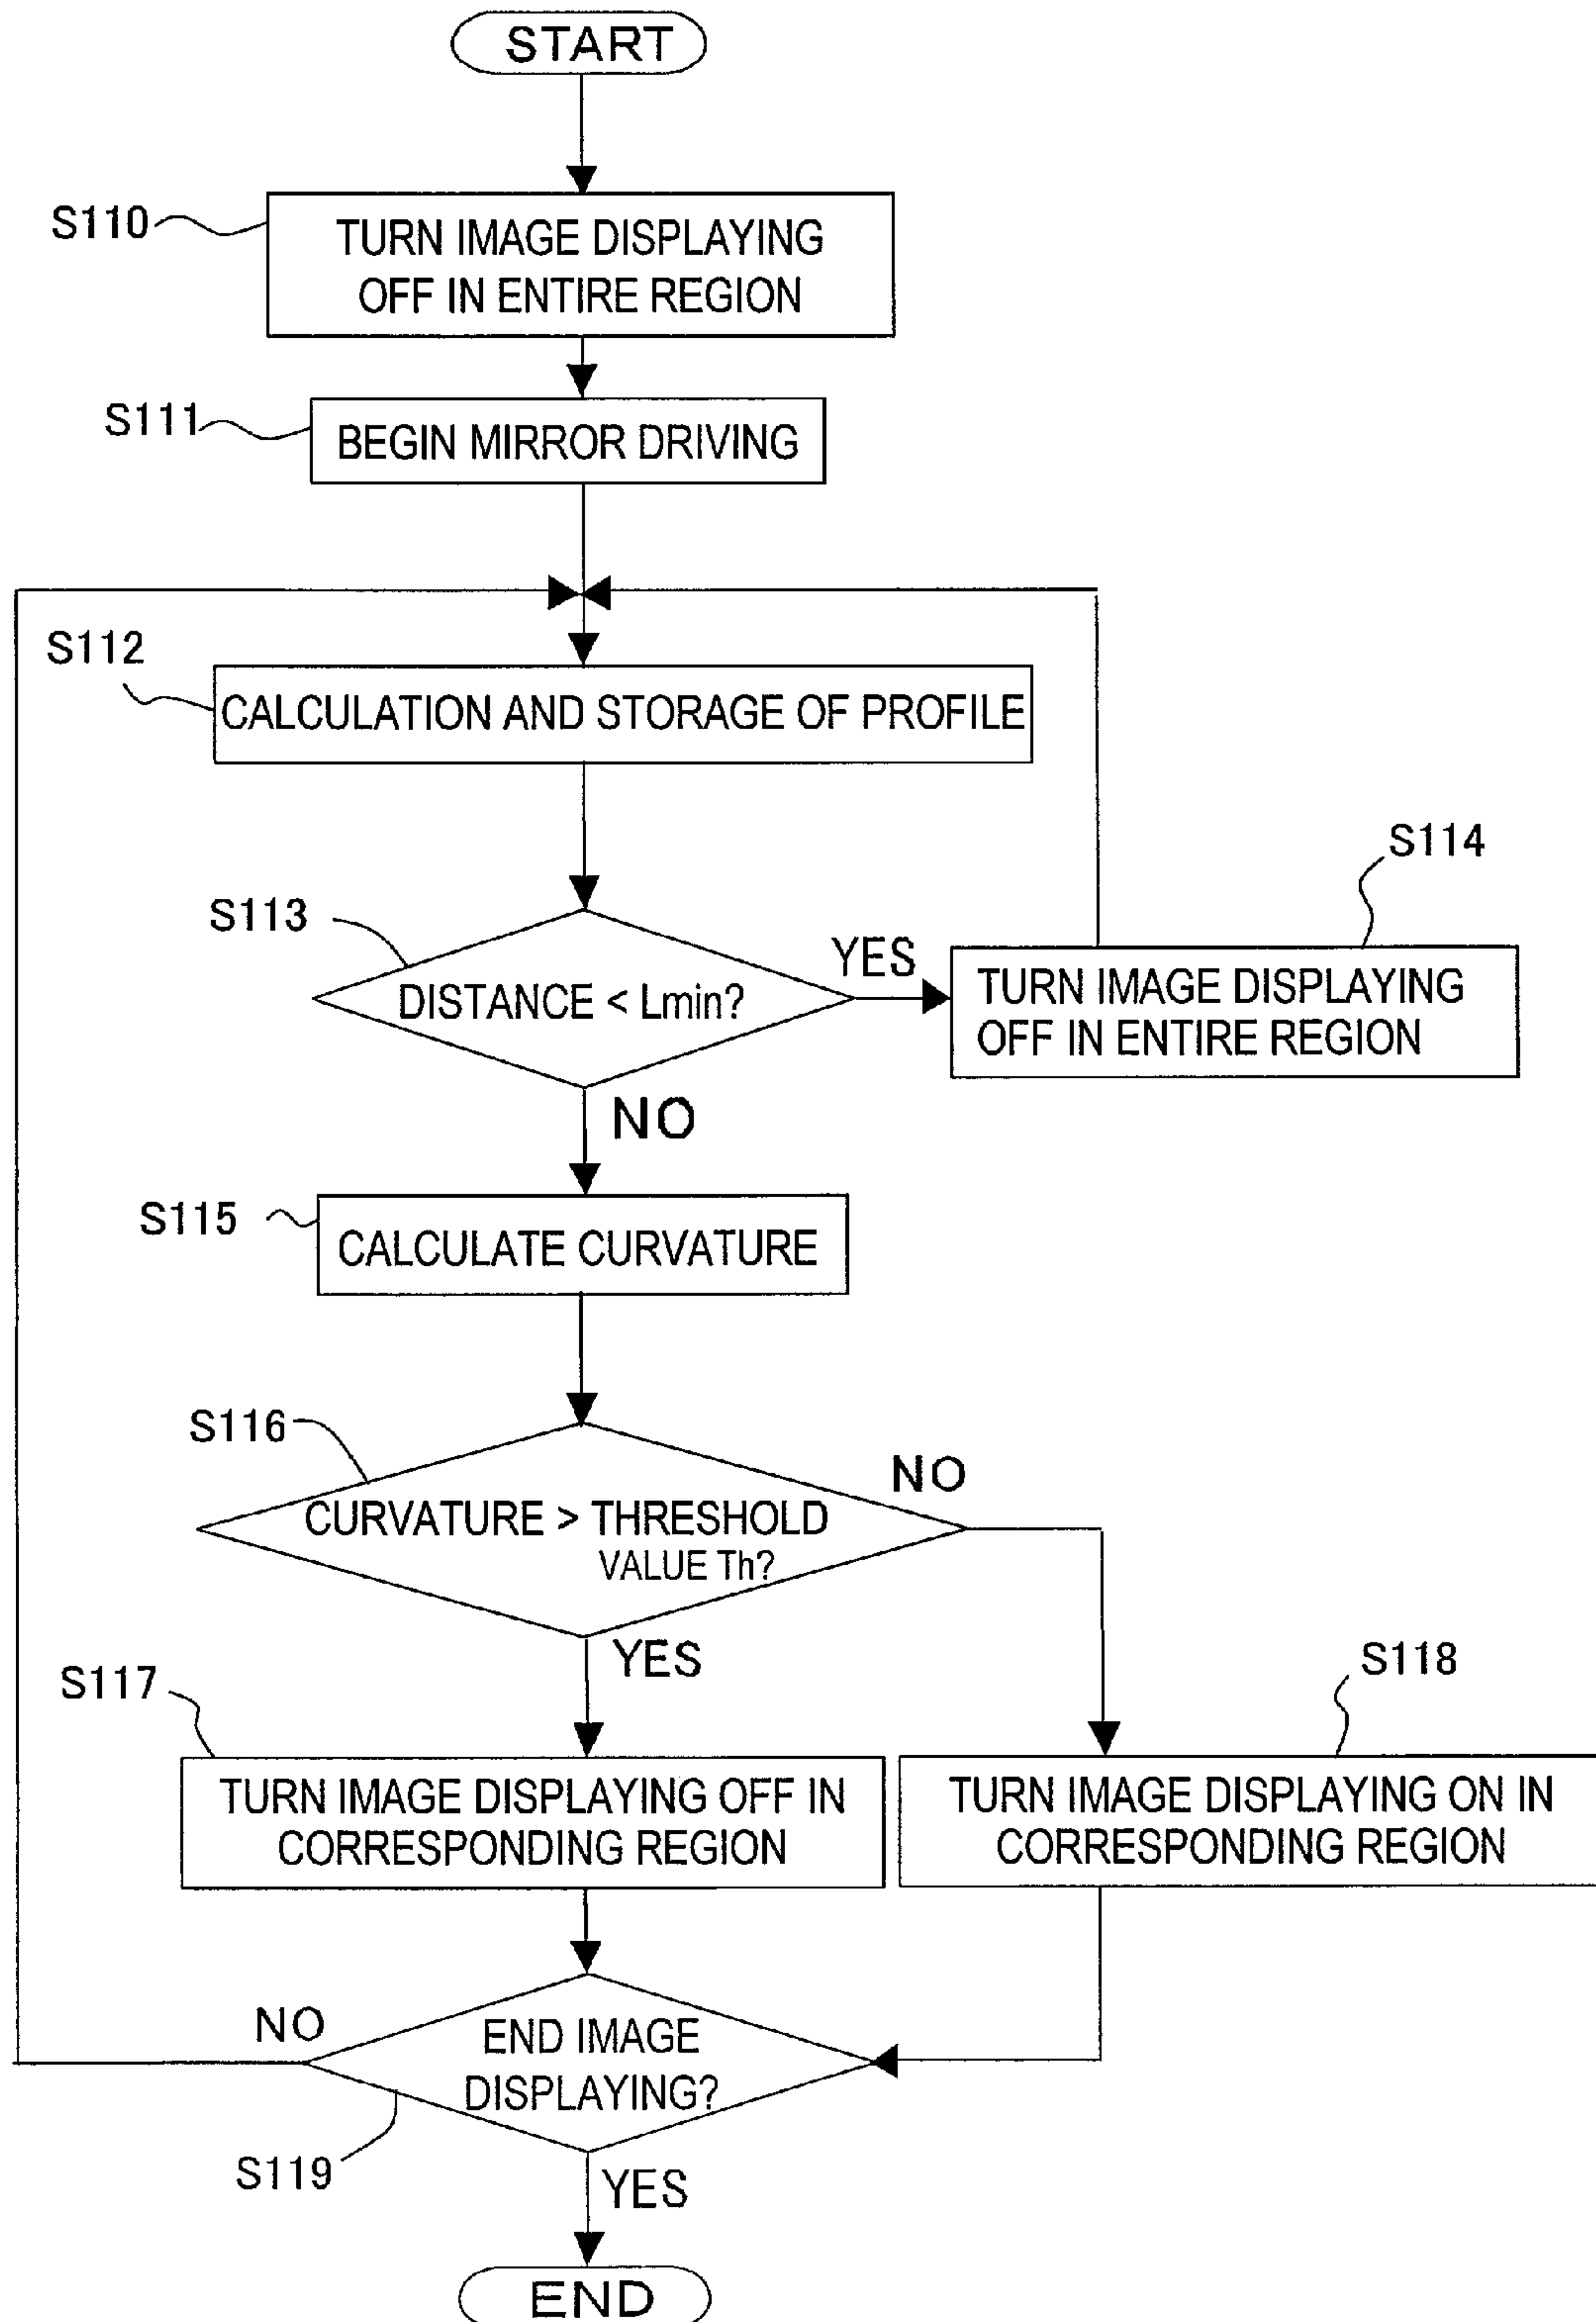 START
S110
TURN IMAGE DISPLAYING
OFF IN ENTIRE REGION
S111
BEGIN MIRROR DRIVING
S112
CALCULATION AND STORAGE OF PROFILE
S113
DISTANCE < Lmin?
YES
S114
TURN IMAGE DISPLAYING
OFF IN ENTIRE REGION
NO
S115
CALCULATE CURVATURE
S116
CURVATURE > THRESHOLD
VALUE Th?
NO
YES
S117
TURN IMAGE DISPLAYING OFF IN
CORRESPONDING REGION
S118
TURN IMAGE DISPLAYING ON IN
CORRESPONDING REGION
NO
END IMAGE
DISPLAYING?
S119
YES
END